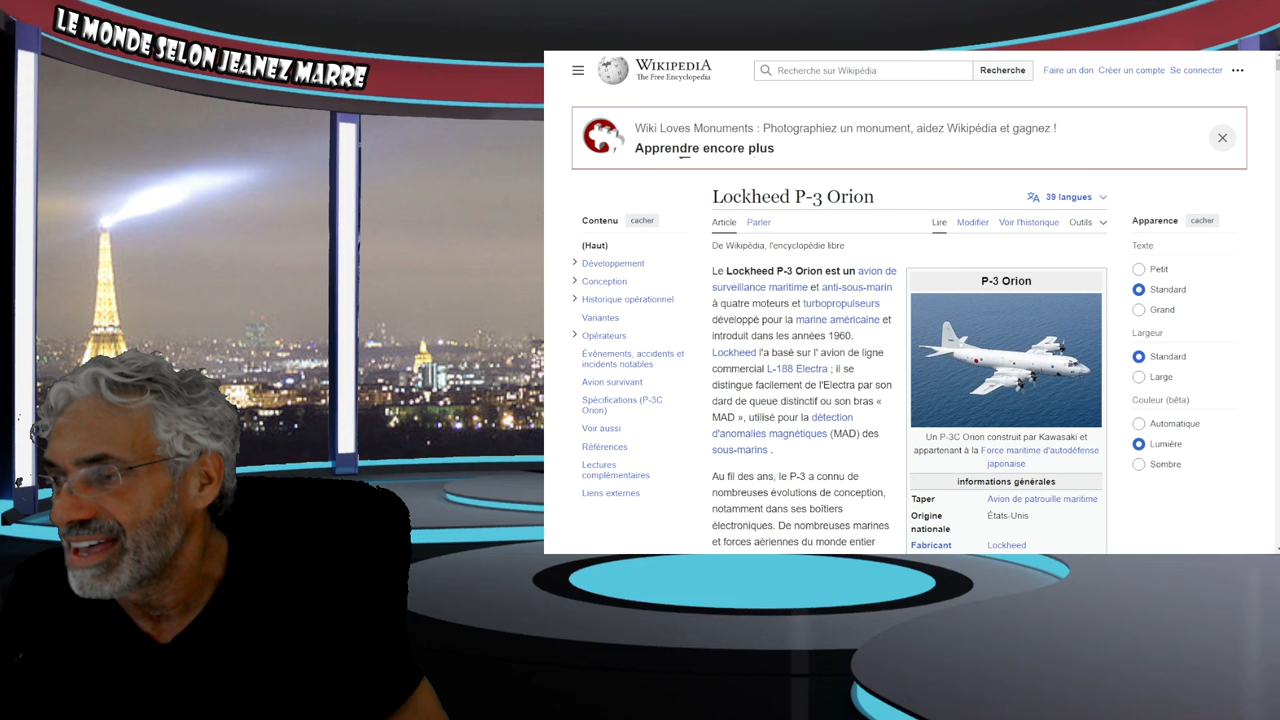 LE MONDE SELON JEANEZ MARRE
WIKIPEDIA
The Free Encyclopedia
Recherche sur Wikipédia
Recherche
Faire un don Créer un compte Se connecter
Wiki Loves Monuments : Photographiez un monument, aidez Wikipédia et gagnez !
Apprendre encore plus
Lockheed P-3 Orion
39 langues
Article Parler
Lire Modifier Voir l'historique Outils
De Wikipédia, l'encyclopédie libre
Contenu cacher
(Haut)
Développement
Conception
Historique opérationnel
Variantes
Opérateurs
Événements, accidents et
incidents notables
Avion survivant
Spécifications (P-3C
Orion)
Voir aussi
Références
Lectures
complémentaires
Liens externes
Le Lockheed P-3 Orion est un avion de
surveillance maritime et anti-sous-marin
à quatre moteurs et turbopropulseurs
développé pour la marine américaine et
introduit dans les années 1960.
Lockheed l'a basé sur l' avion de ligne
commercial L-188 Electra ; il se
distingue facilement de l'Electra par son
dard de queue distinctif ou son bras «
MAD », utilisé pour la détection
d'anomalies magnétiques (MAD) des
sous-marins .
Au fil des ans, le P-3 a connu de
nombreuses évolutions de conception,
notamment dans ses boîtiers
électroniques. De nombreuses marines
et forces aériennes du monde entier
P-3 Orion
Un P-3C Orion construit par Kawasaki et
appartenant à la Force maritime d'autodéfense
japonaise
informations générales
Taper Avion de patrouille maritime
Origine États-Unis
nationale
Fabricant Lockheed
Apparence cacher
Texte
Petit
Standard
Grand
Largeur
Standard
Large
Couleur (bêta)
Automatique
Lumière
Sombre